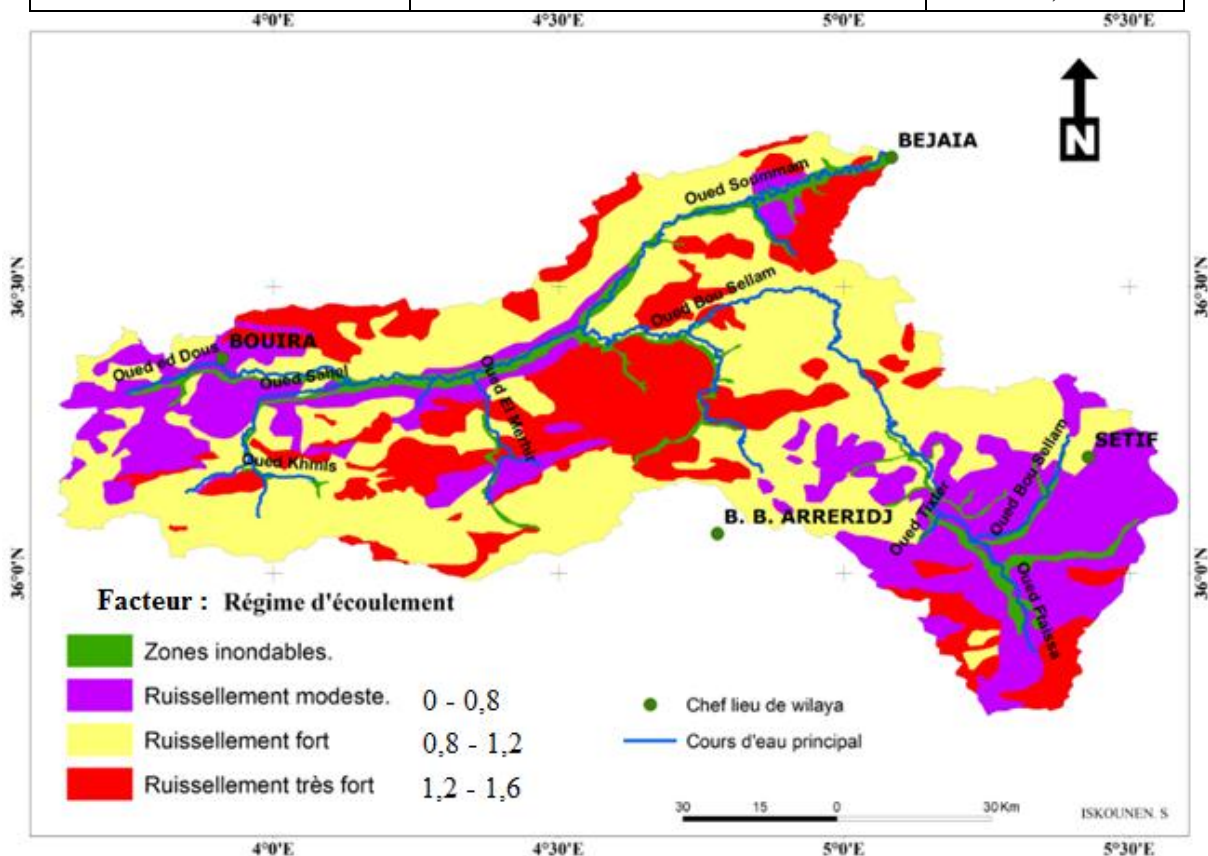 4°0'E 4°30'E 5°0'E 5°30'E
N
BEJAIA
Oued Soummam
36°30'N 36°30'N
Oued Bou Sellam
BOUIRA
Oued ed Dous
Oued Sahel
Oued El Merhir
Oued Khmis
SETIF
Oued Bou Sellam
B. B. ARRERIDJ
Oued Tixter
36°0'N 36°0'N
Oued Ftaissa
Facteur : Régime d'écoulement
Zones inondables.
Ruissellement modeste. 0 - 0,8
Ruissellement fort 0,8 - 1,2
Ruissellement très fort 1,2 - 1,6
Chef lieu de wilaya
Cours d'eau principal
30 15 0 30 Km
ISKOUNEN. S
4°0'E 4°30'E 5°0'E 5°30'E